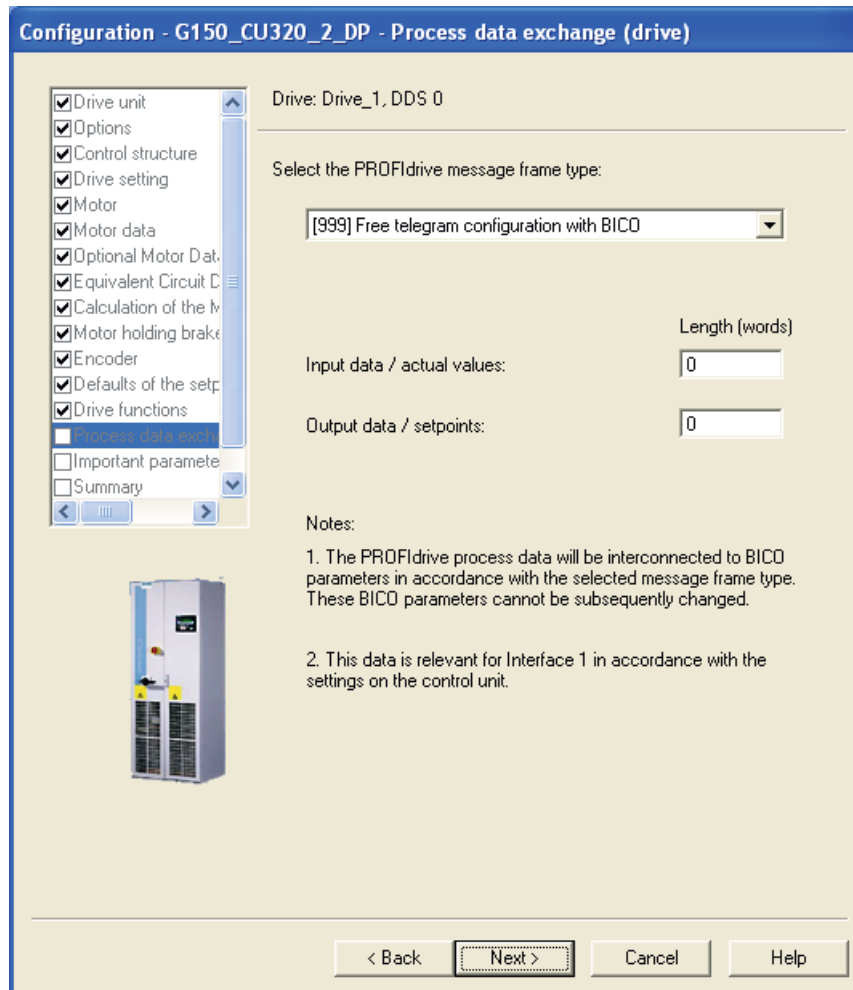 Configuration - G150_CU320_2_DP - Process data exchange (drive)
Drive unit
Options
Control structure
Drive setting
Motor
Motor data
Optional Motor Dat
Equivalent Circuit D
Calculation of the M
Motor holding brake
Encoder
Defaults of the setp
Drive functions
Process data exch
Important paramete
Summary
Drive: Drive_1, DDS 0
Select the PROFIdrive message frame type:
[999] Free telegram configuration with BICO
Length (words)
Input data / actual values: 0
Output data / setpoints: 0
Notes:
1. The PROFIdrive process data will be interconnected to BICO
parameters in accordance with the selected message frame type.
These BICO parameters cannot be subsequently changed.
2. This data is relevant for Interface 1 in accordance with the
settings on the control unit.
< Back
Next >
Cancel
Help